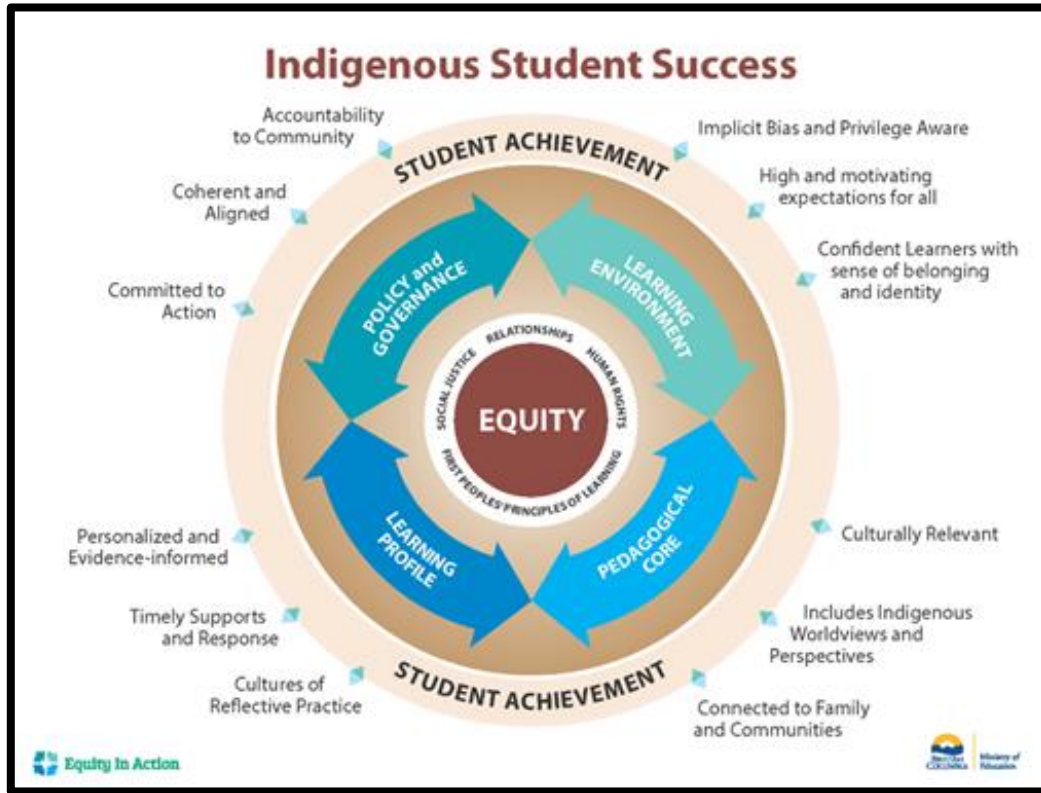 Indigenous Student Success
Accountability
to Community
Coherent and
Aligned
Committed to
Action
Implicit Bias and Privilege Aware
High and motivating
expectations for all
Confident Learners with
sense of belonging
and identity
STUDENT ACHIEVEMENT
POLICY and
GOVERNANCE
LEARNING
ENVIRONMENT
SOCIAL JUSTICE
RELATIONSHIPS
HUMAN RIGHTS
EQUITY
FIRST PEOPLES' PRINCIPLES OF LEARNING
LEARNING
PROFILE
PEDAGOGICAL
CORE
STUDENT ACHIEVEMENT
Personalized and
Evidence-informed
Timely Supports
and Response
Cultures of
Reflective Practice
Culturally Relevant
Includes Indigenous
Worldviews and
Perspectives
Connected to Family
and Communities
Equity In Action
BRITISH
COLUMBIA
Ministry of
Education